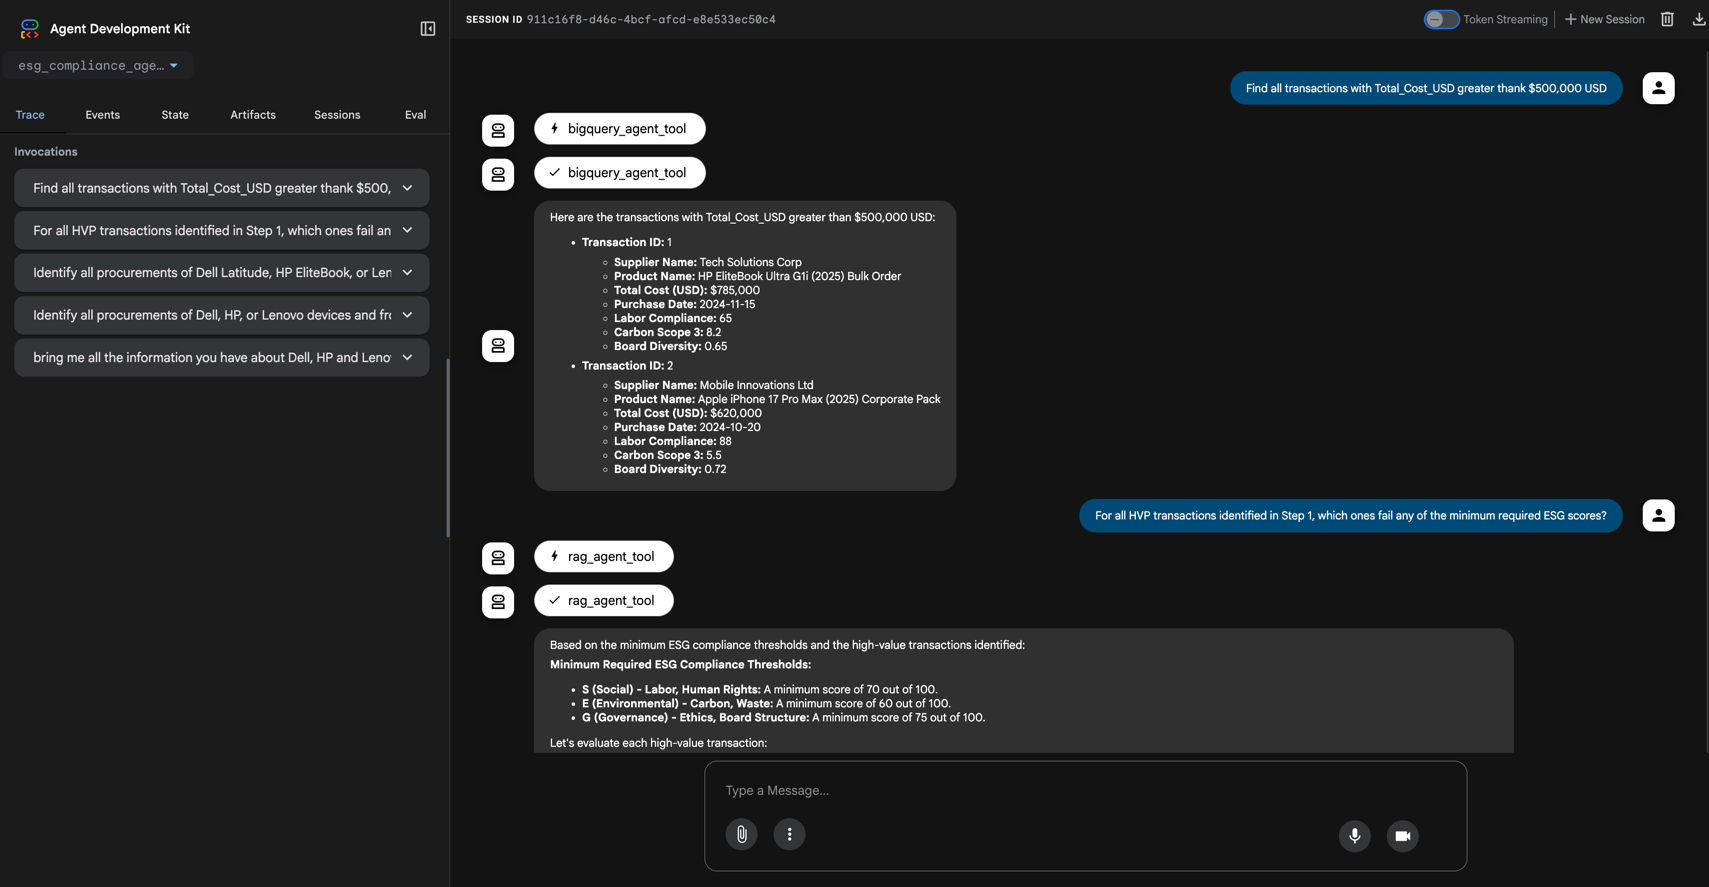 Agent Development Kit
esg_compliance_age...
Trace Events State Artifacts Sessions Eval
Invocations
Find all transactions with Total_Cost_USD greater thank $500,
For all HVP transactions identified in Step 1, which ones fail an
Identify all procurements of Dell Latitude, HP EliteBook, or Len
Identify all procurements of Dell, HP, or Lenovo devices and fro
bring me all the information you have about Dell, HP and Leno
SESSION ID 911c16f8-d46c-4bcf-afcd-e8e533ec50c4
Token Streaming
New Session
Find all transactions with Total_Cost_USD greater thank $500,000 USD
bigquery_agent_tool
bigquery_agent_tool
Here are the transactions with Total_Cost_USD greater than $500,000 USD:
• Transaction ID: 1
◦ Supplier Name: Tech Solutions Corp
◦ Product Name: HP EliteBook Ultra G1i (2025) Bulk Order
◦ Total Cost (USD): $785,000
◦ Purchase Date: 2024-11-15
◦ Labor Compliance: 65
◦ Carbon Scope 3: 8.2
◦ Board Diversity: 0.65
• Transaction ID: 2
◦ Supplier Name: Mobile Innovations Ltd
◦ Product Name: Apple iPhone 17 Pro Max (2025) Corporate Pack
◦ Total Cost (USD): $620,000
◦ Purchase Date: 2024-10-20
◦ Labor Compliance: 88
◦ Carbon Scope 3: 5.5
◦ Board Diversity: 0.72
For all HVP transactions identified in Step 1, which ones fail any of the minimum required ESG scores?
rag_agent_tool
rag_agent_tool
Based on the minimum ESG compliance thresholds and the high-value transactions identified:
Minimum Required ESG Compliance Thresholds:
• S (Social) - Labor, Human Rights: A minimum score of 70 out of 100.
• E (Environmental) - Carbon, Waste: A minimum score of 60 out of 100.
• G (Governance) - Ethics, Board Structure: A minimum score of 75 out of 100.
Let's evaluate each high-value transaction:
Type a Message...